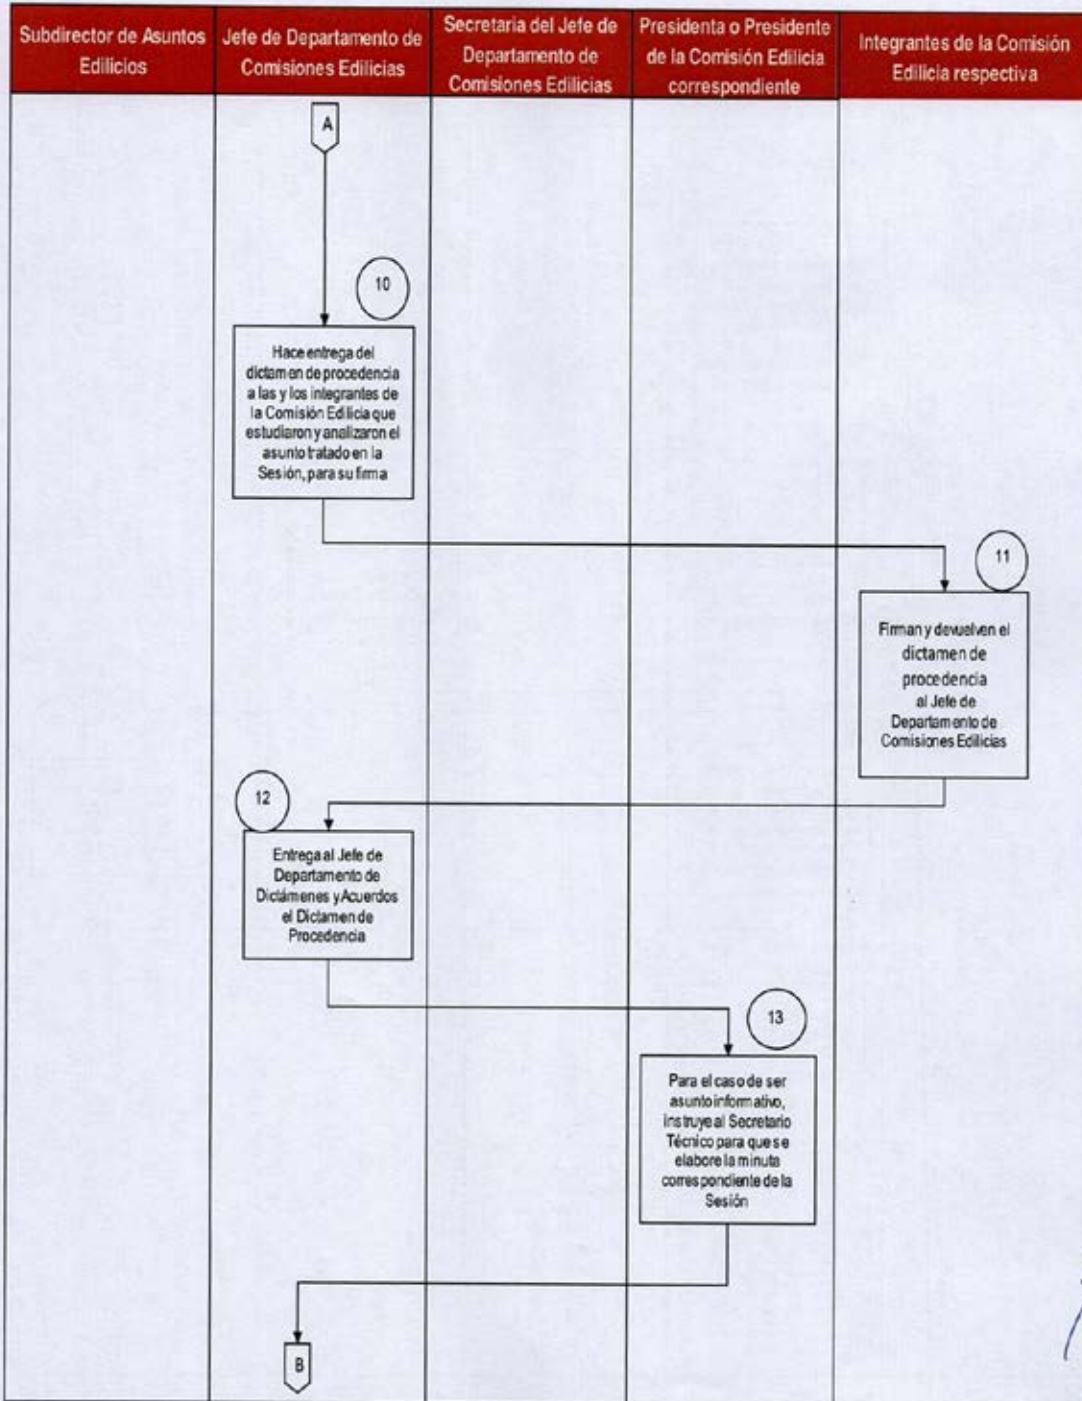 Subdirector de Asuntos
Edilicios
Jefe de Departamento de
Comisiones Edilicias
Secretaria del Jefe de
Departamento de
Comisiones Edilicias
Presidenta o Presidente
de la Comisión Edilicia
correspondiente
Integrantes de la Comisión
Edilicia respectiva
A
10
Hace entrega del
dictamen de procedencia
a las y los integrantes de
la Comisión Edilicia que
estudiaron y analizaron el
asunto tratado en la
Sesión, para su firma
11
Firman y devuelven el
dictamen de
procedencia
al Jefe de
Departamento de
Comisiones Edilicias
12
Entrega al Jefe de
Departamento de
Dictámenes y Acuerdos
el Dictamen de
Procedencia
13
Para el caso de ser
asunto informativo,
instruye al Secretario
Técnico para que se
elabore la minuta
correspondiente de la
Sesión
B